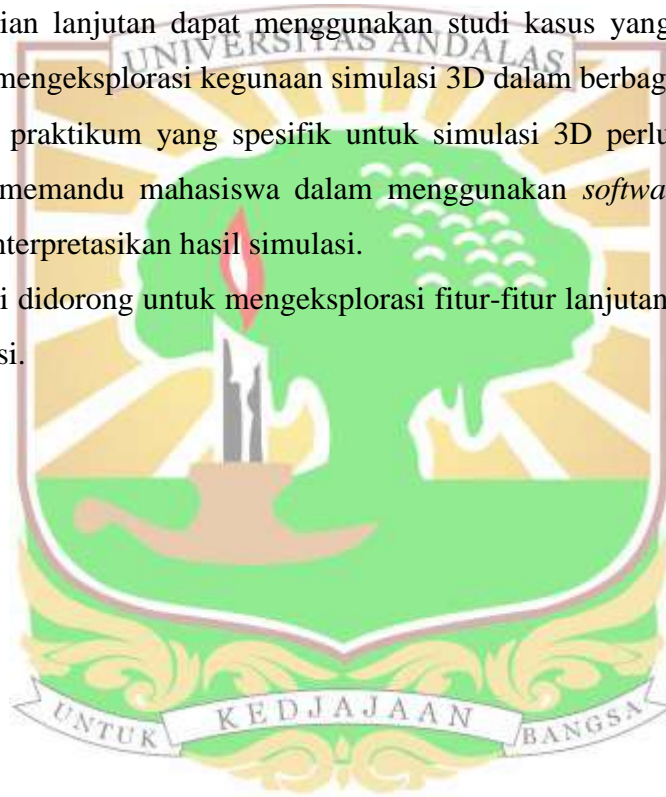 ian lanjutan dapat menggunakan studi kasus yang
UNIVERSITAS ANDALAS
mengeksplorasi kegunaan simulasi 3D dalam berbag
praktikum yang spesifik untuk simulasi 3D perlu
memandu mahasiswa dalam menggunakan softwa
nterpretasikan hasil simulasi.
i didorong untuk mengeksplorasi fitur-fitur lanjutan
si.
UNTUK KEDJAJAAN BANGSA